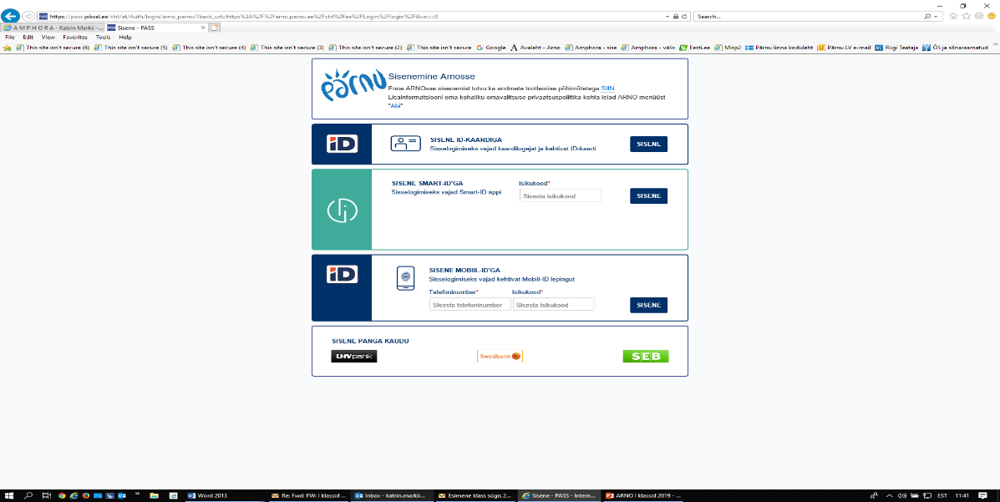 https://pass.piksel.ee/ctrl/et/Auth/login/arno_parnu/?back_url=https%3A%2F%2Farno.parnu.ee%2Fctrl%2Fee%2FLogin%2Flogin%2F&lvn=:::0
Search...
A M P H O R A - Katrin Markii -...
PASS Sisene - PASS
File Edit View Favorites Tools Help
This site isn't secure (6) This site isn't secure (5) This site isn't secure (4) This site isn't secure (3) This site isn't secure (2) This site isn't secure Google Avaleht - Arno Amphora - sise Amphora - välis Eesti.ee Misp2 Pärnu linna koduleht Pärnu LV e-mail Riigi Teataja ÕS ja sõnaraamatud
pärnu
Sisenemine Arnosse
Enne ARNOsse sisenemist tutvu ka andmete töötlemise põhimõtetega SIIN.
Lisainformatsiooni oma kohaliku omavalitsuse privaatsuspoliitika kohta leiad ARNO menüüst
"Abi"
iD
SISENE ID-KAARDIGA
Sisselogimiseks vajad kaardilugejat ja kehtivat ID-kaarti
SISENE
SISENE SMART-ID'GA
Sisselogimiseks vajad Smart-ID äppi
Isikukood*
Sisesta isikukood
SISENE
iD
SISENE MOBIIL-ID'GA
Sisselogimiseks vajad kehtivat Mobiil-ID lepingut
Telefoninumber* Isikukood*
Sisesta telefoninumber Sisesta isikukood
SISENE
SISENE PANGA KAUDU
LHV pank Swedbank SEB
Word 2013 Re: Fwd: FW: I klassid ... Inbox - katrin.markii... Esimene klass sügis 2... Sisene - PASS - Intern... ARNO I klassid 2019 - ... EST 11:41